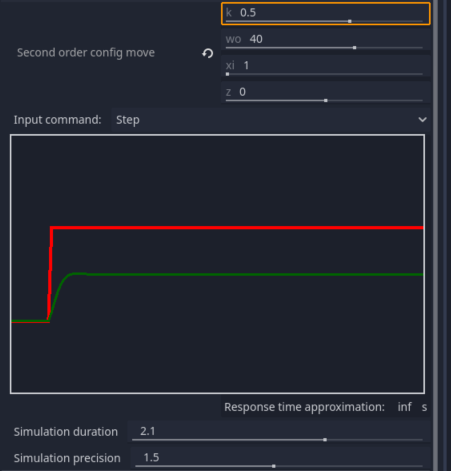 k 0.5
Second order config move
wo 40
xi 1
z 0
Input command: Step
Response time approximation: inf s
Simulation duration 2.1
Simulation precision 1.5